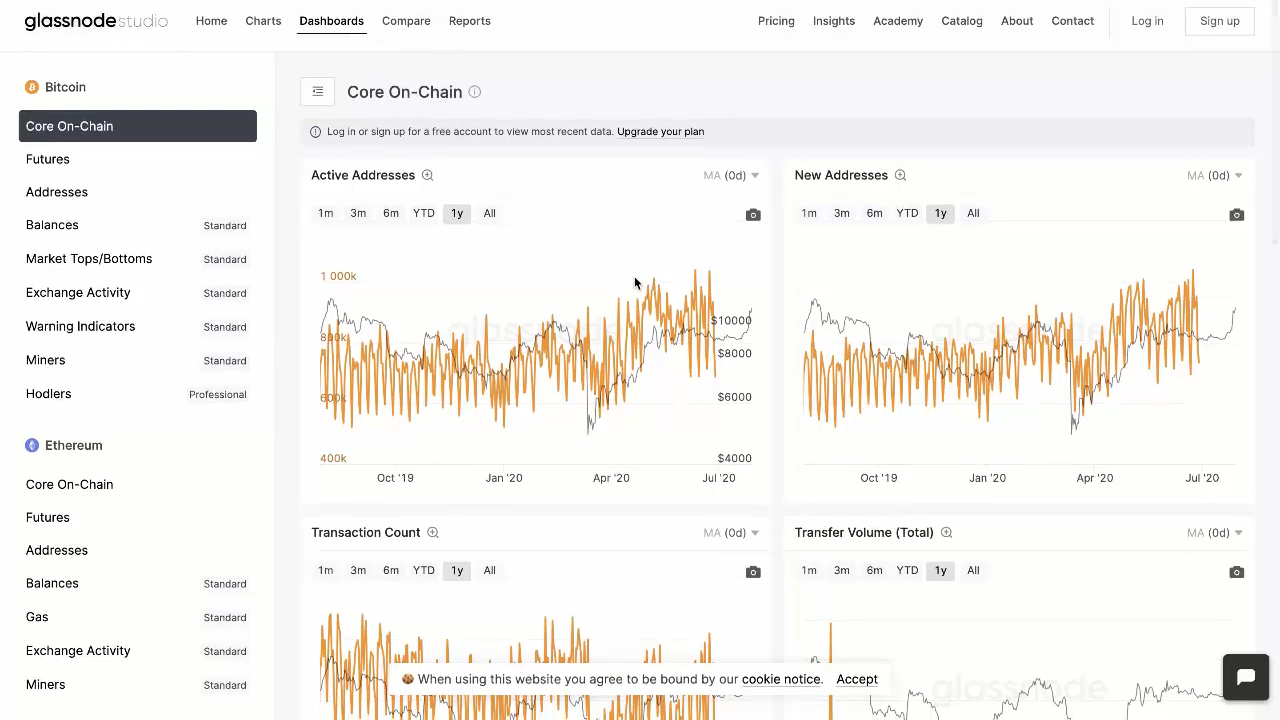 glassnode studio
Home Charts Dashboards Compare Reports
Pricing Insights Academy Catalog About Contact Log in Sign up
Bitcoin
Core On-Chain
Futures
Addresses
Balances Standard
Market Tops/Bottoms Standard
Exchange Activity Standard
Warning Indicators Standard
Miners Standard
Hodlers Professional
Ethereum
Core On-Chain
Futures
Addresses
Balances Standard
Gas Standard
Exchange Activity Standard
Miners Standard
Core On-Chain
Log in or sign up for a free account to view most recent data. Upgrade your plan
Active Addresses MA (0d)
1m 3m 6m YTD 1y All
1 000k
800k
600k
400k
$10000
$8000
$6000
$4000
glassnode
Oct '19 Jan '20 Apr '20 Jul '20
New Addresses MA (0d)
1m 3m 6m YTD 1y All
glassnode
Oct '19 Jan '20 Apr '20 Jul '20
Transaction Count MA (0d)
1m 3m 6m YTD 1y All
Transfer Volume (Total) MA (0d)
1m 3m 6m YTD 1y All
glassnode
When using this website you agree to be bound by our cookie notice. Accept